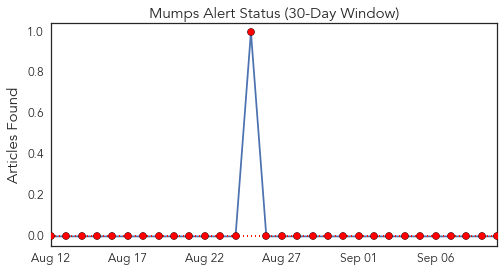 Mumps Alert Status (30-Day Window)
Articles Found
1.0
0.8
0.6
0.4
0.2
0.0
Aug 12 Aug 17 Aug 22 Aug 27 Sep 01 Sep 06